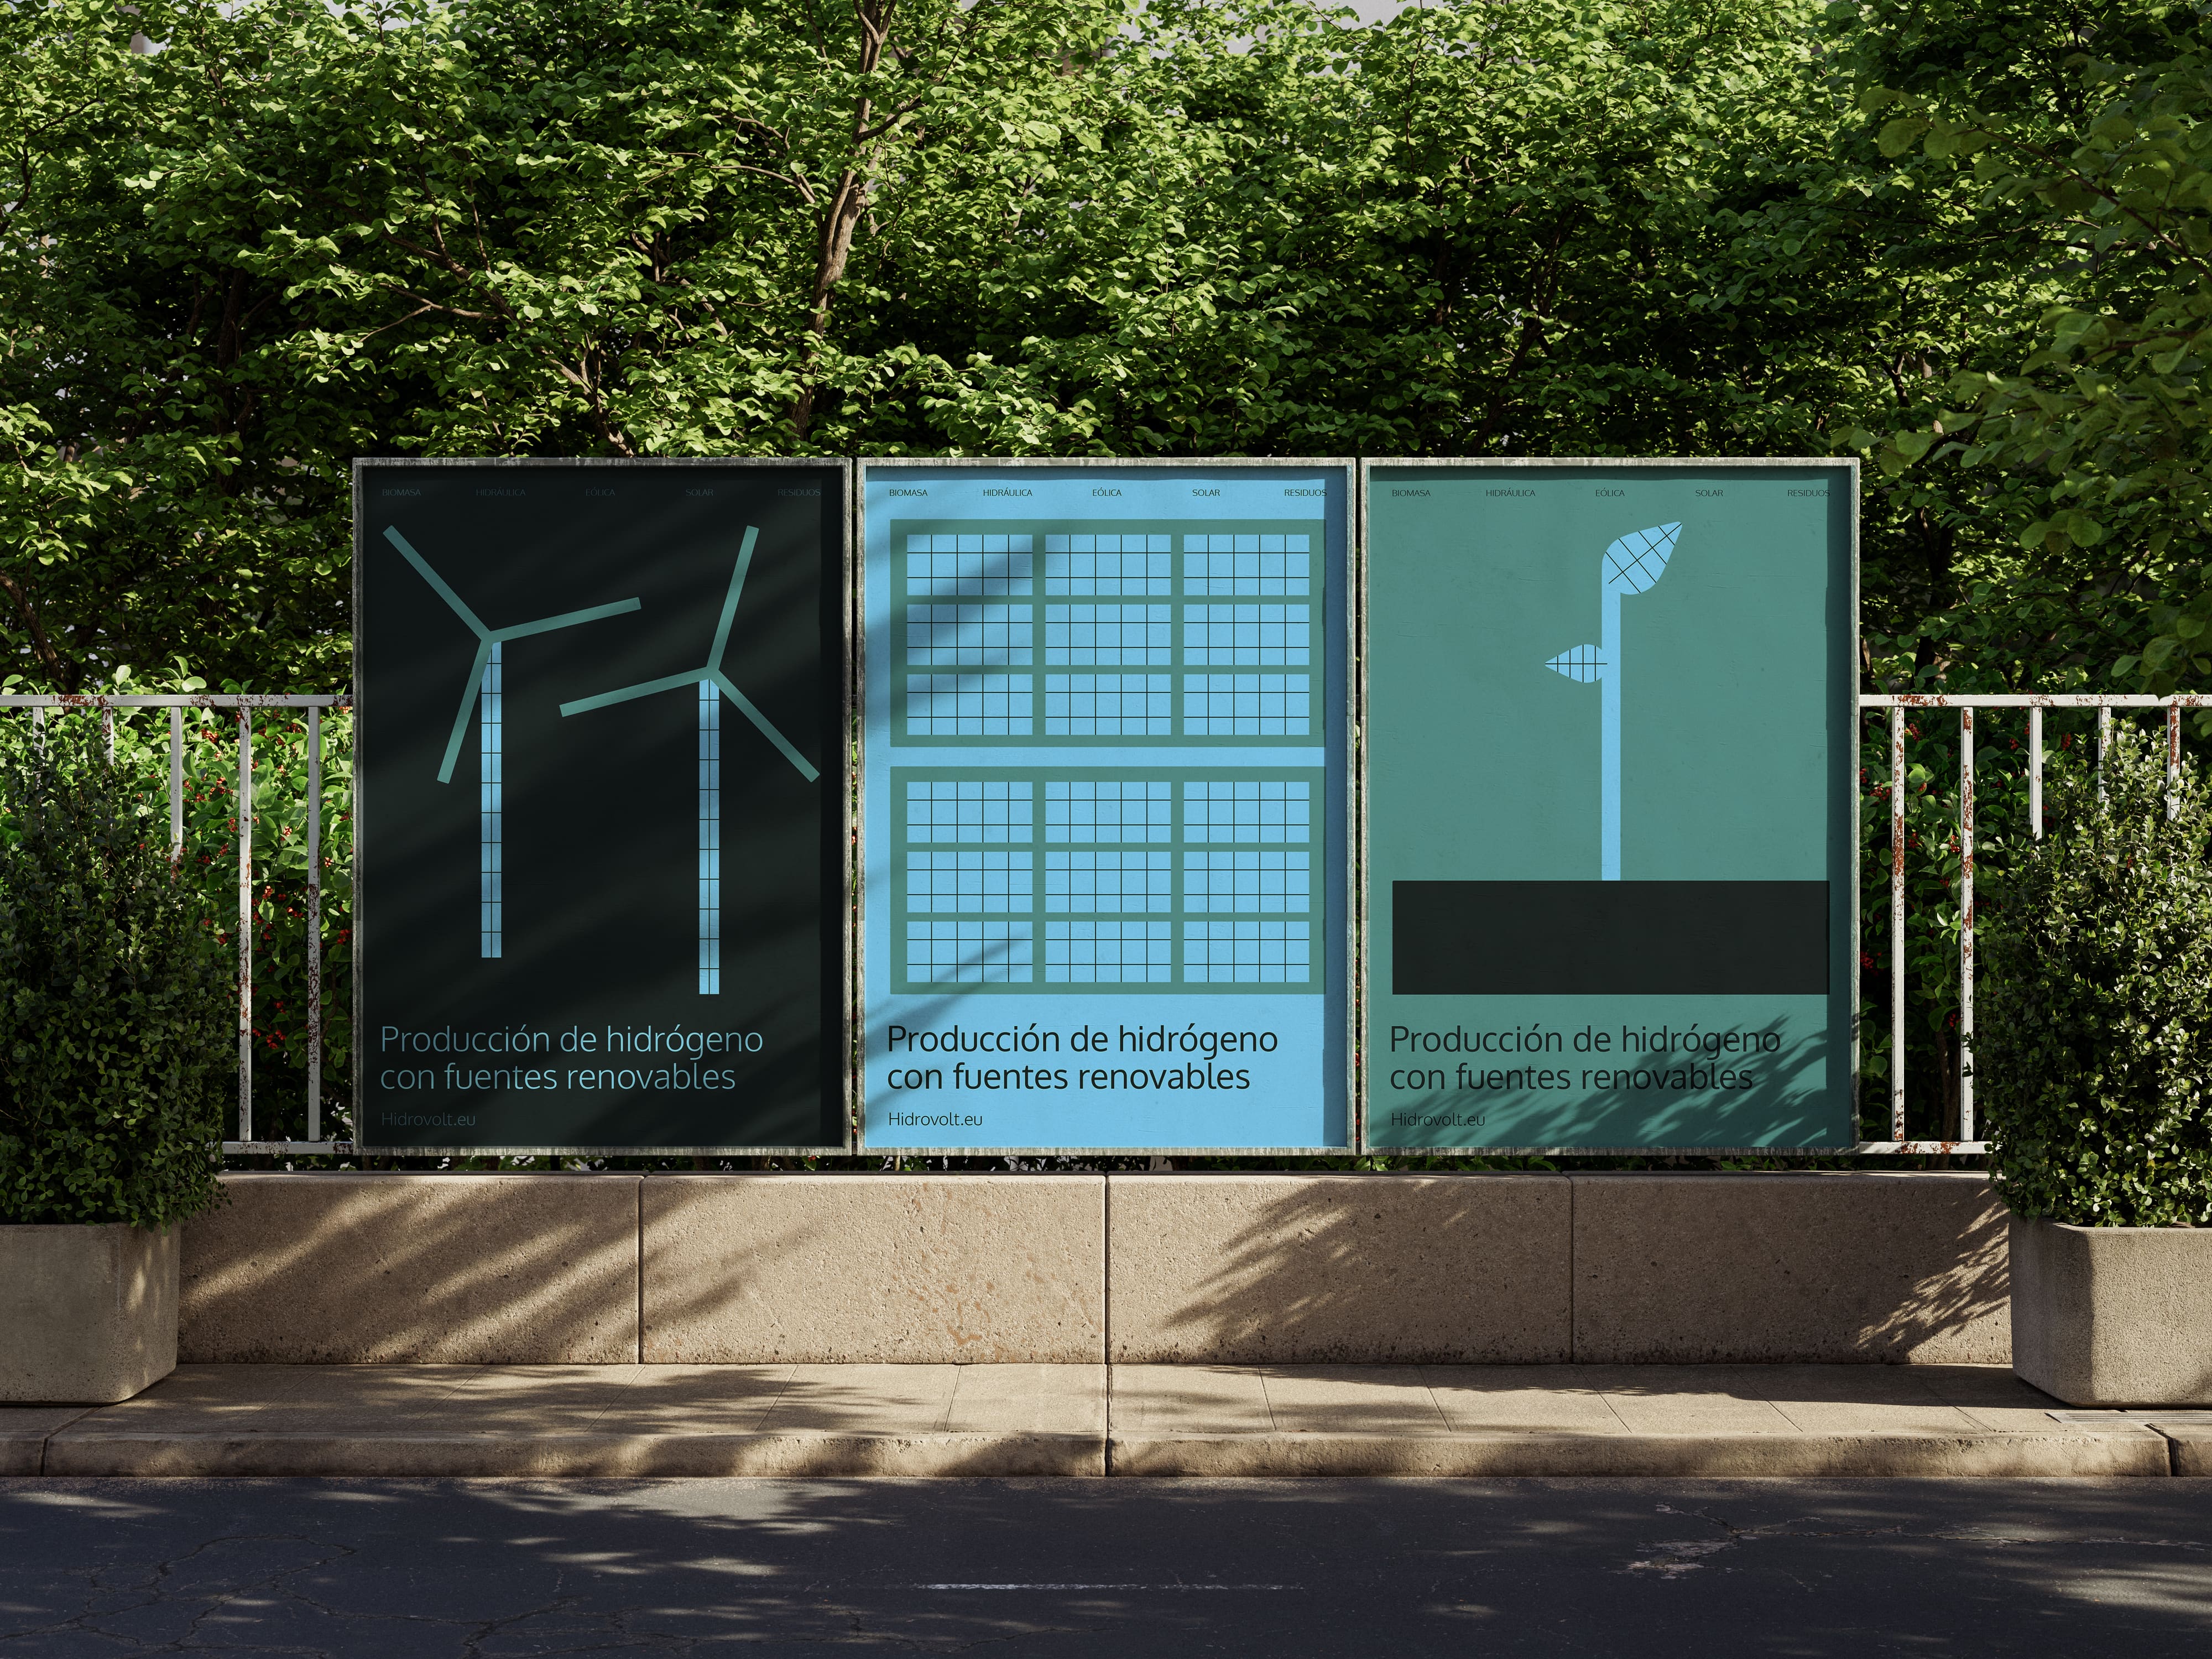 BIOMASA HIDRÁULICA EÓLICA SOLAR RESIDUOS
Producción de hidrógeno
con fuentes renovables
Hidrovolt.eu
BIOMASA HIDRÁULICA EÓLICA SOLAR RESIDUOS
Producción de hidrógeno
con fuentes renovables
Hidrovolt.eu
BIOMASA HIDRÁULICA EÓLICA SOLAR RESIDUOS
Producción de hidrógeno
con fuentes renovables
Hidrovolt.eu